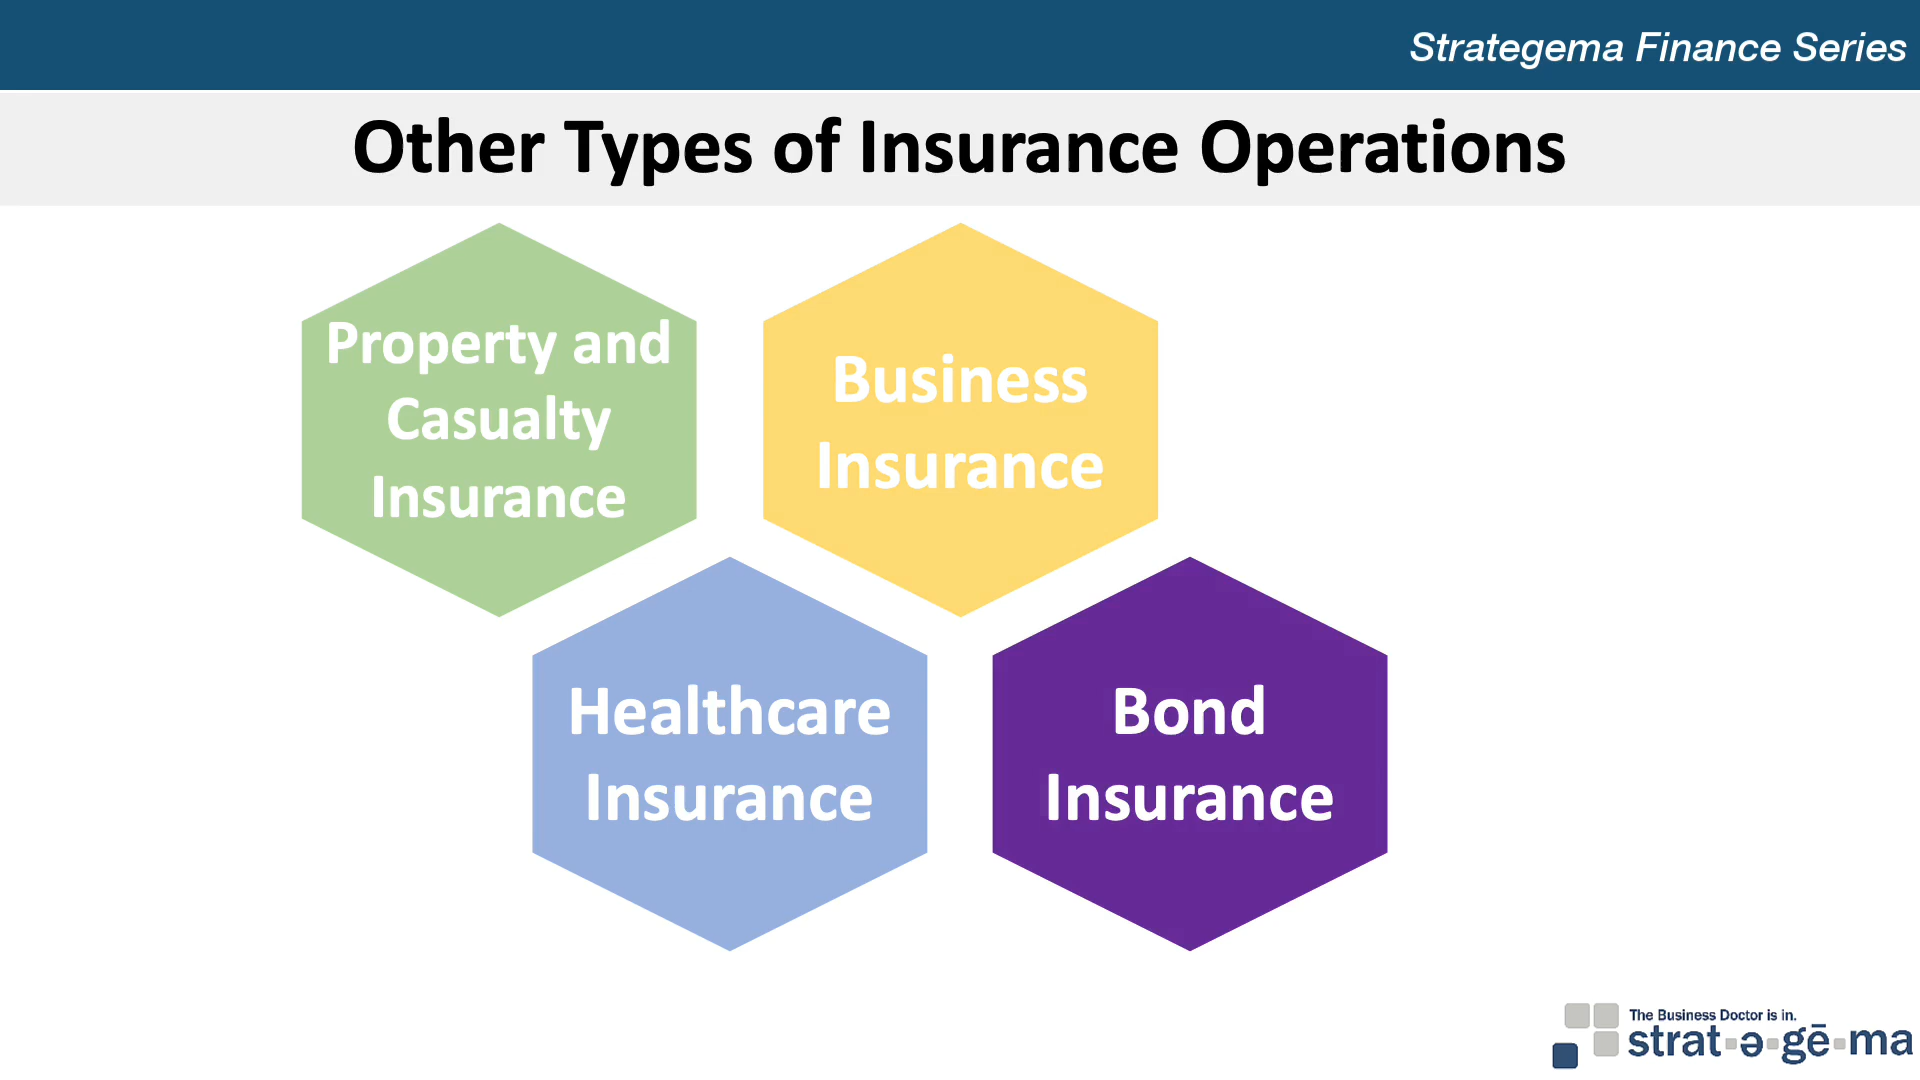 Strategema Finance Series
Other Types of Insurance Operations
Property and
Casualty
Insurance
Business
Insurance
Healthcare
Insurance
Bond
Insurance
The Business Doctor is in.
strat▪ə▪gē▪ma